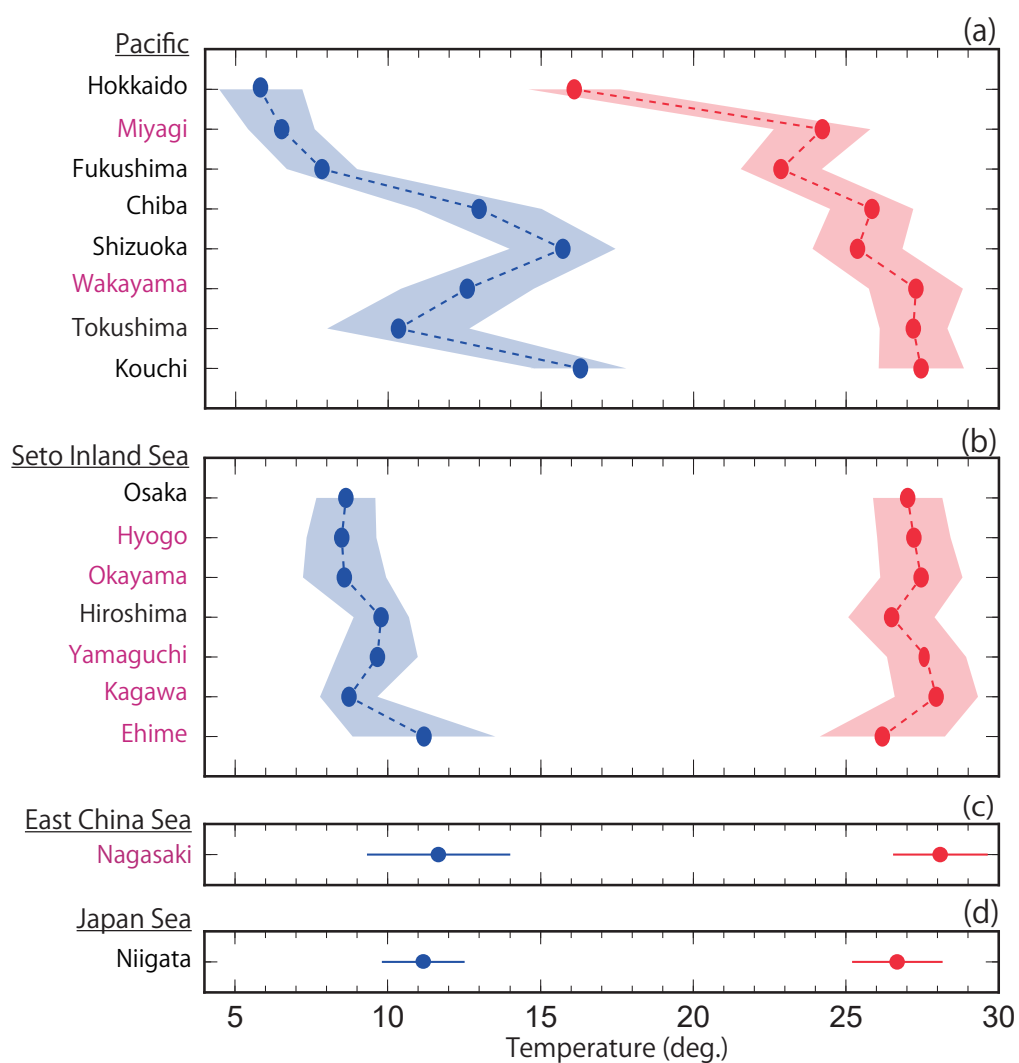 (a)
Pacific
Hokkaido
Miyagi
Fukushima
Chiba
Shizuoka
Wakayama
Tokushima
Kouchi
(b)
Seto Inland Sea
Osaka
Hyogo
Okayama
Hiroshima
Yamaguchi
Kagawa
Ehime
(c)
East China Sea
Nagasaki
(d)
Japan Sea
Niigata
5 10 15 20 25 30
Temperature (deg.)